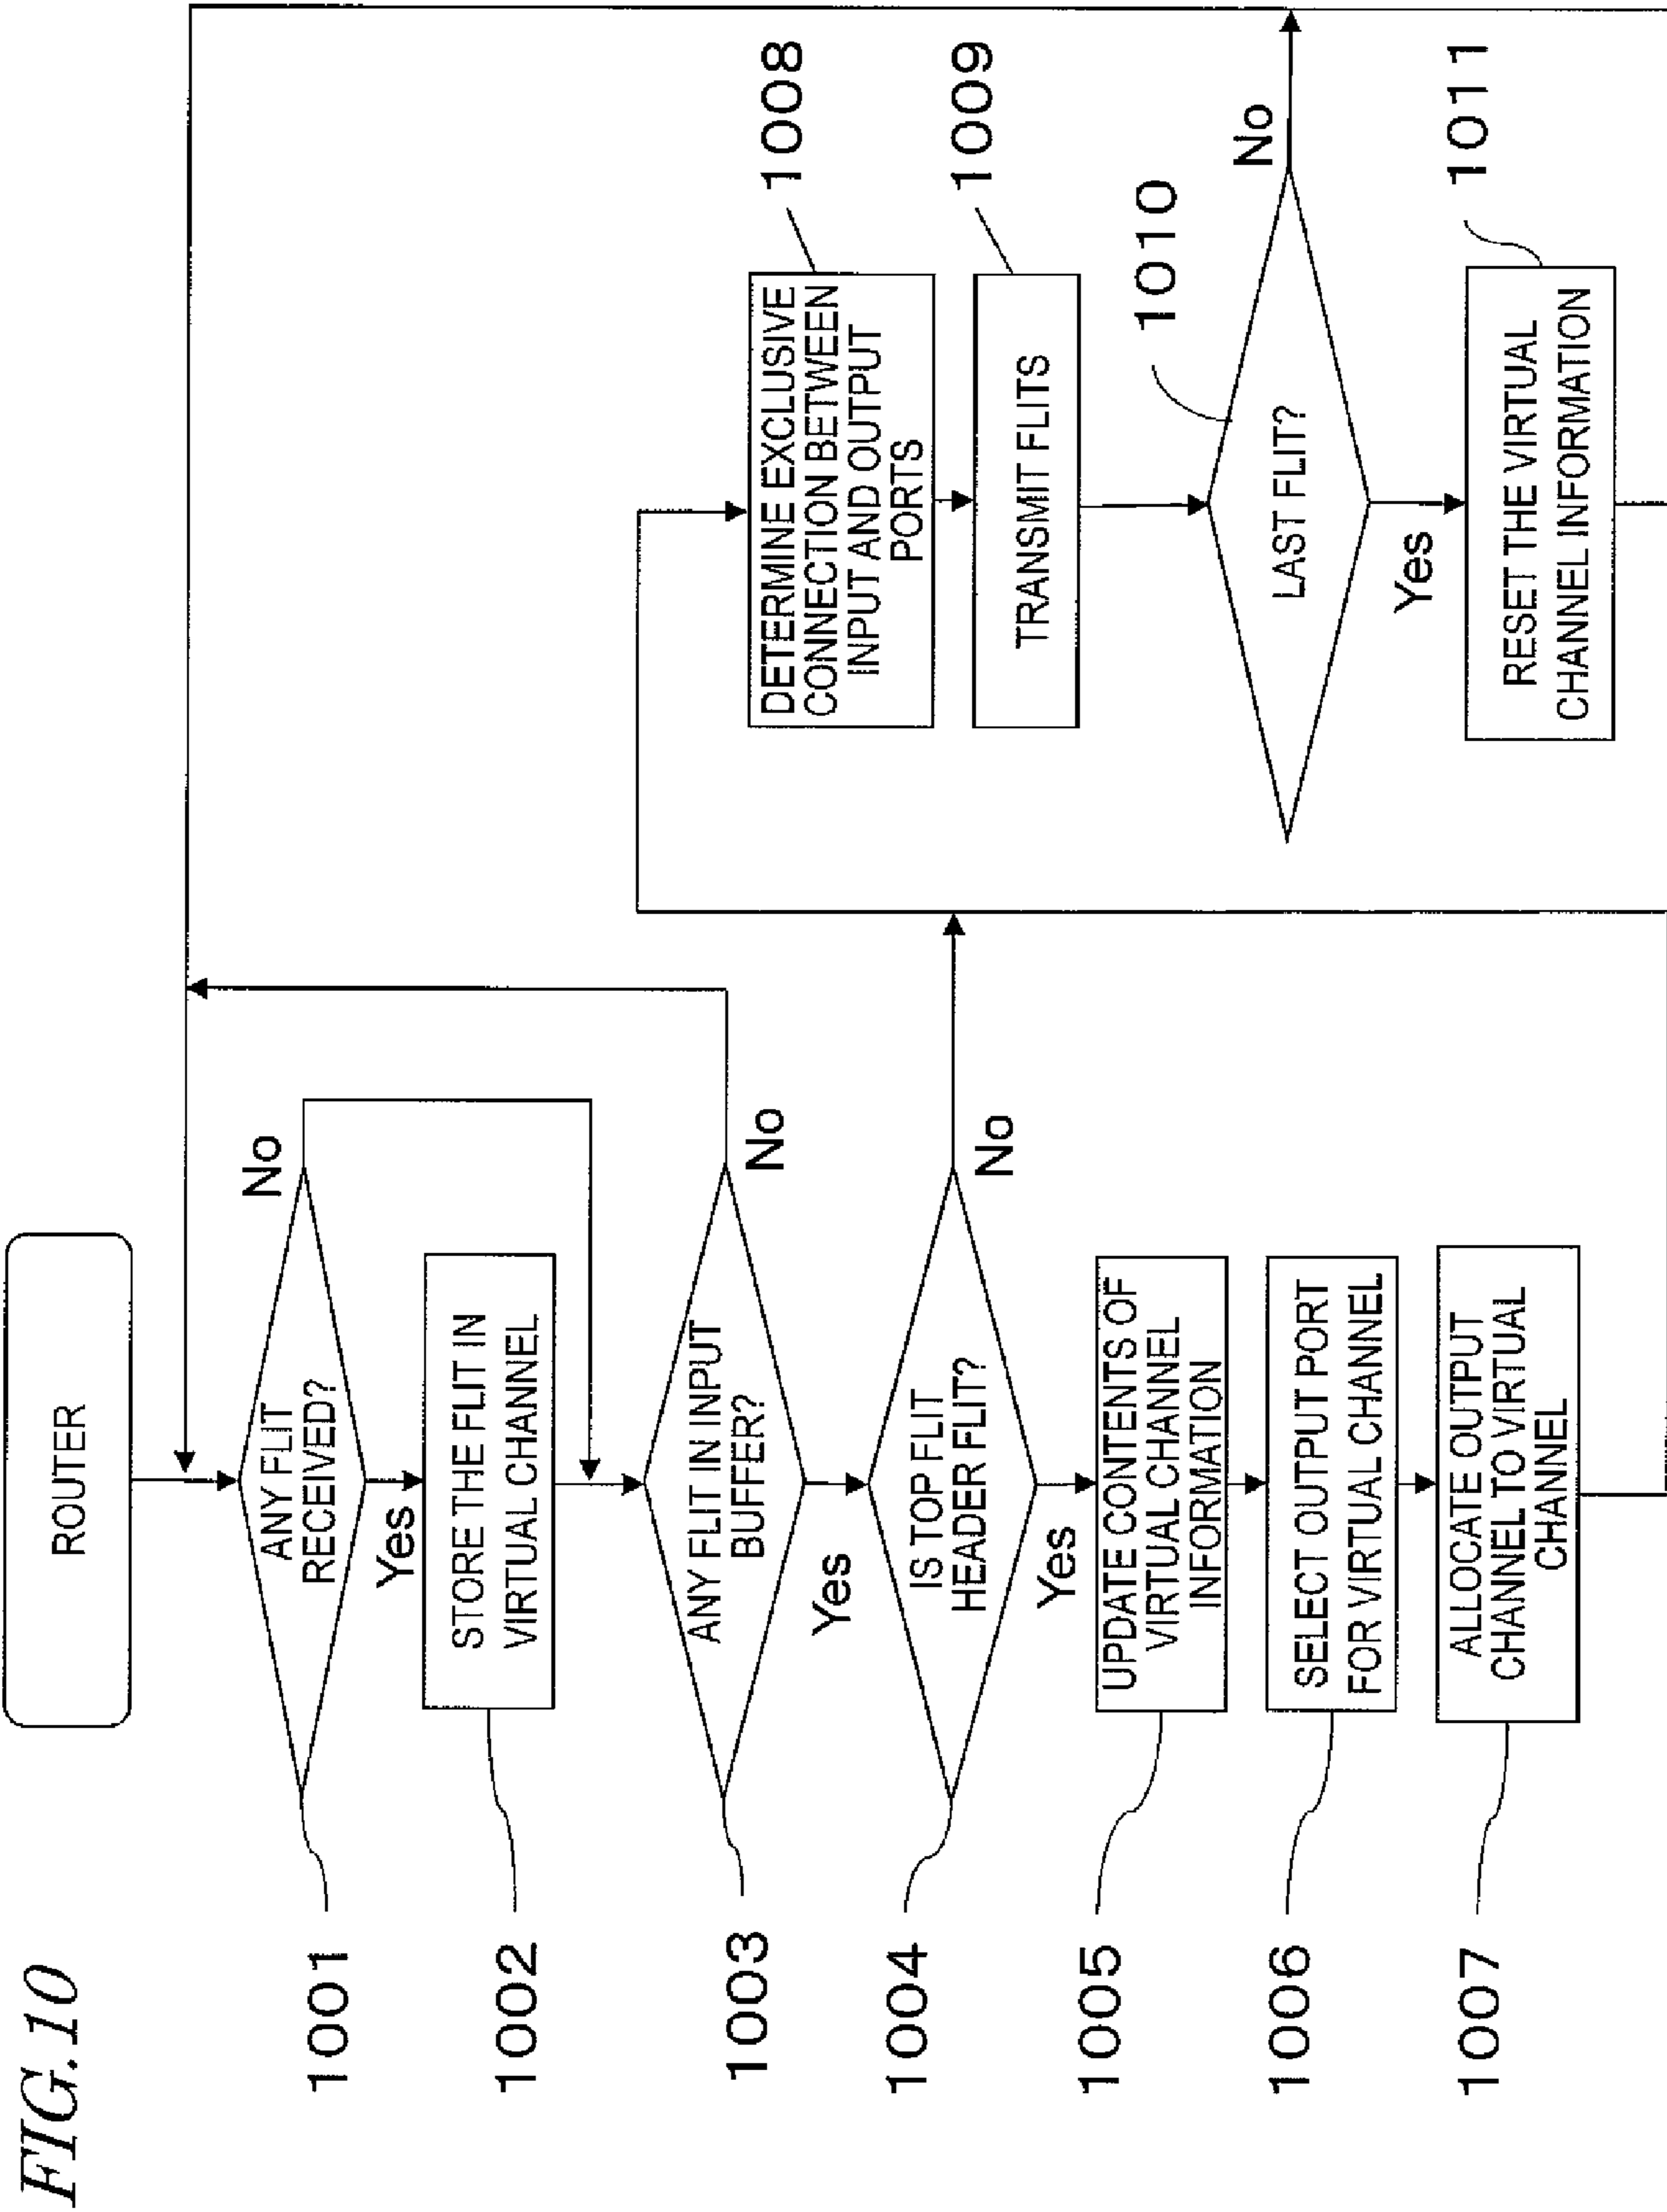 FIG.10
ROUTER
1001
ANY FLIT
RECEIVED?
No
Yes
1002
STORE THE FLIT IN
VIRTUAL CHANNEL
1003
ANY FLIT IN INPUT
BUFFER?
No
Yes
1004
IS TOP FLIT
HEADER FLIT?
No
Yes
1005
UPDATE CONTENTS OF
VIRTUAL CHANNEL
INFORMATION
1006
SELECT OUTPUT PORT
FOR VIRTUAL CHANNEL
1007
ALLOCATE OUTPUT
CHANNEL TO VIRTUAL
CHANNEL
1008
DETERMINE EXCLUSIVE
CONNECTION BETWEEN
INPUT AND OUTPUT
PORTS
1009
TRANSMIT FLITS
1010
LAST FLIT?
No
Yes
1011
RESET THE VIRTUAL
CHANNEL INFORMATION